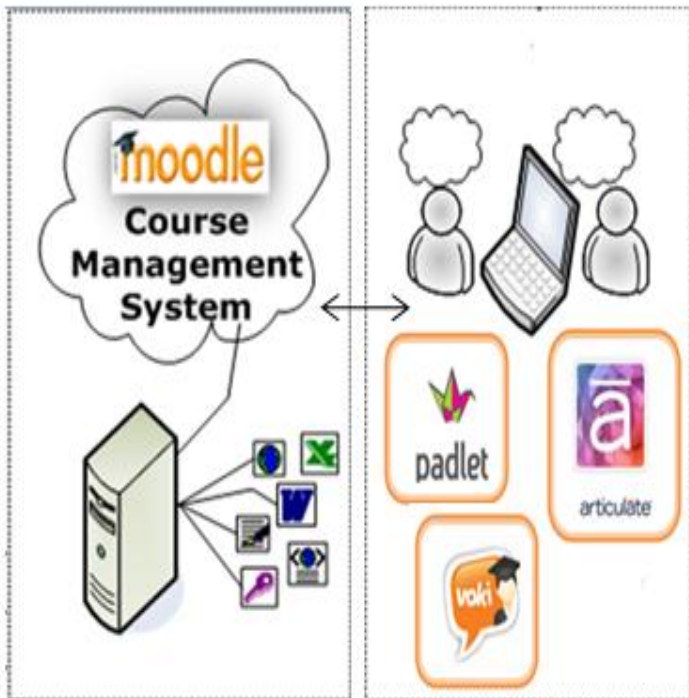 moodle
Course
Management
System
X
W
padlet
ā
articulate
voki